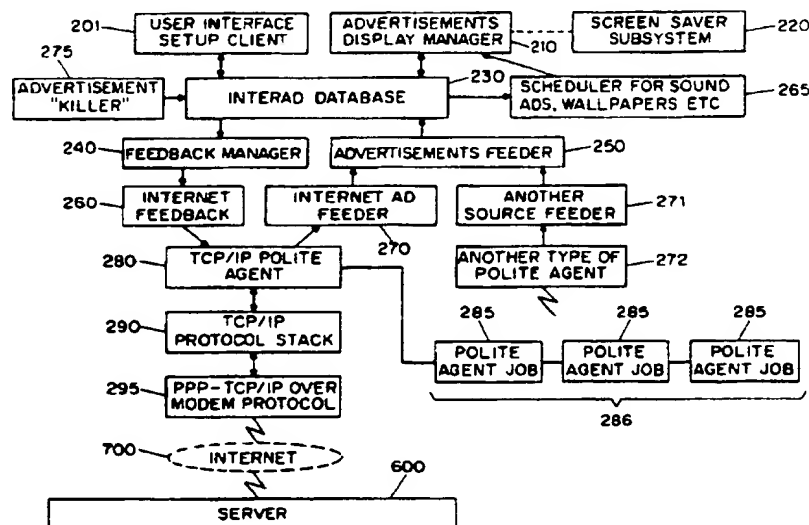 201
USER INTERFACE
SETUP CLIENT
ADVERTISEMENTS
DISPLAY MANAGER
210
SCREEN SAVER
SUBSYSTEM
220
275
ADVERTISEMENT
"KILLER"
INTERAD DATABASE
230
SCHEDULER FOR SOUND
ADS, WALLPAPERS ETC
265
240
FEEDBACK MANAGER
ADVERTISEMENTS FEEDER
250
260
INTERNET
FEEDBACK
INTERNET AD
FEEDER
270
ANOTHER
SOURCE FEEDER
271
280
TCP/IP POLITE
AGENT
ANOTHER TYPE OF
POLITE AGENT
272
290
TCP/IP
PROTOCOL STACK
285
285
285
POLITE
AGENT JOB
POLITE
AGENT JOB
POLITE
AGENT JOB
286
295
PPP-TCP/IP OVER
MODEM PROTOCOL
700
INTERNET
600
SERVER